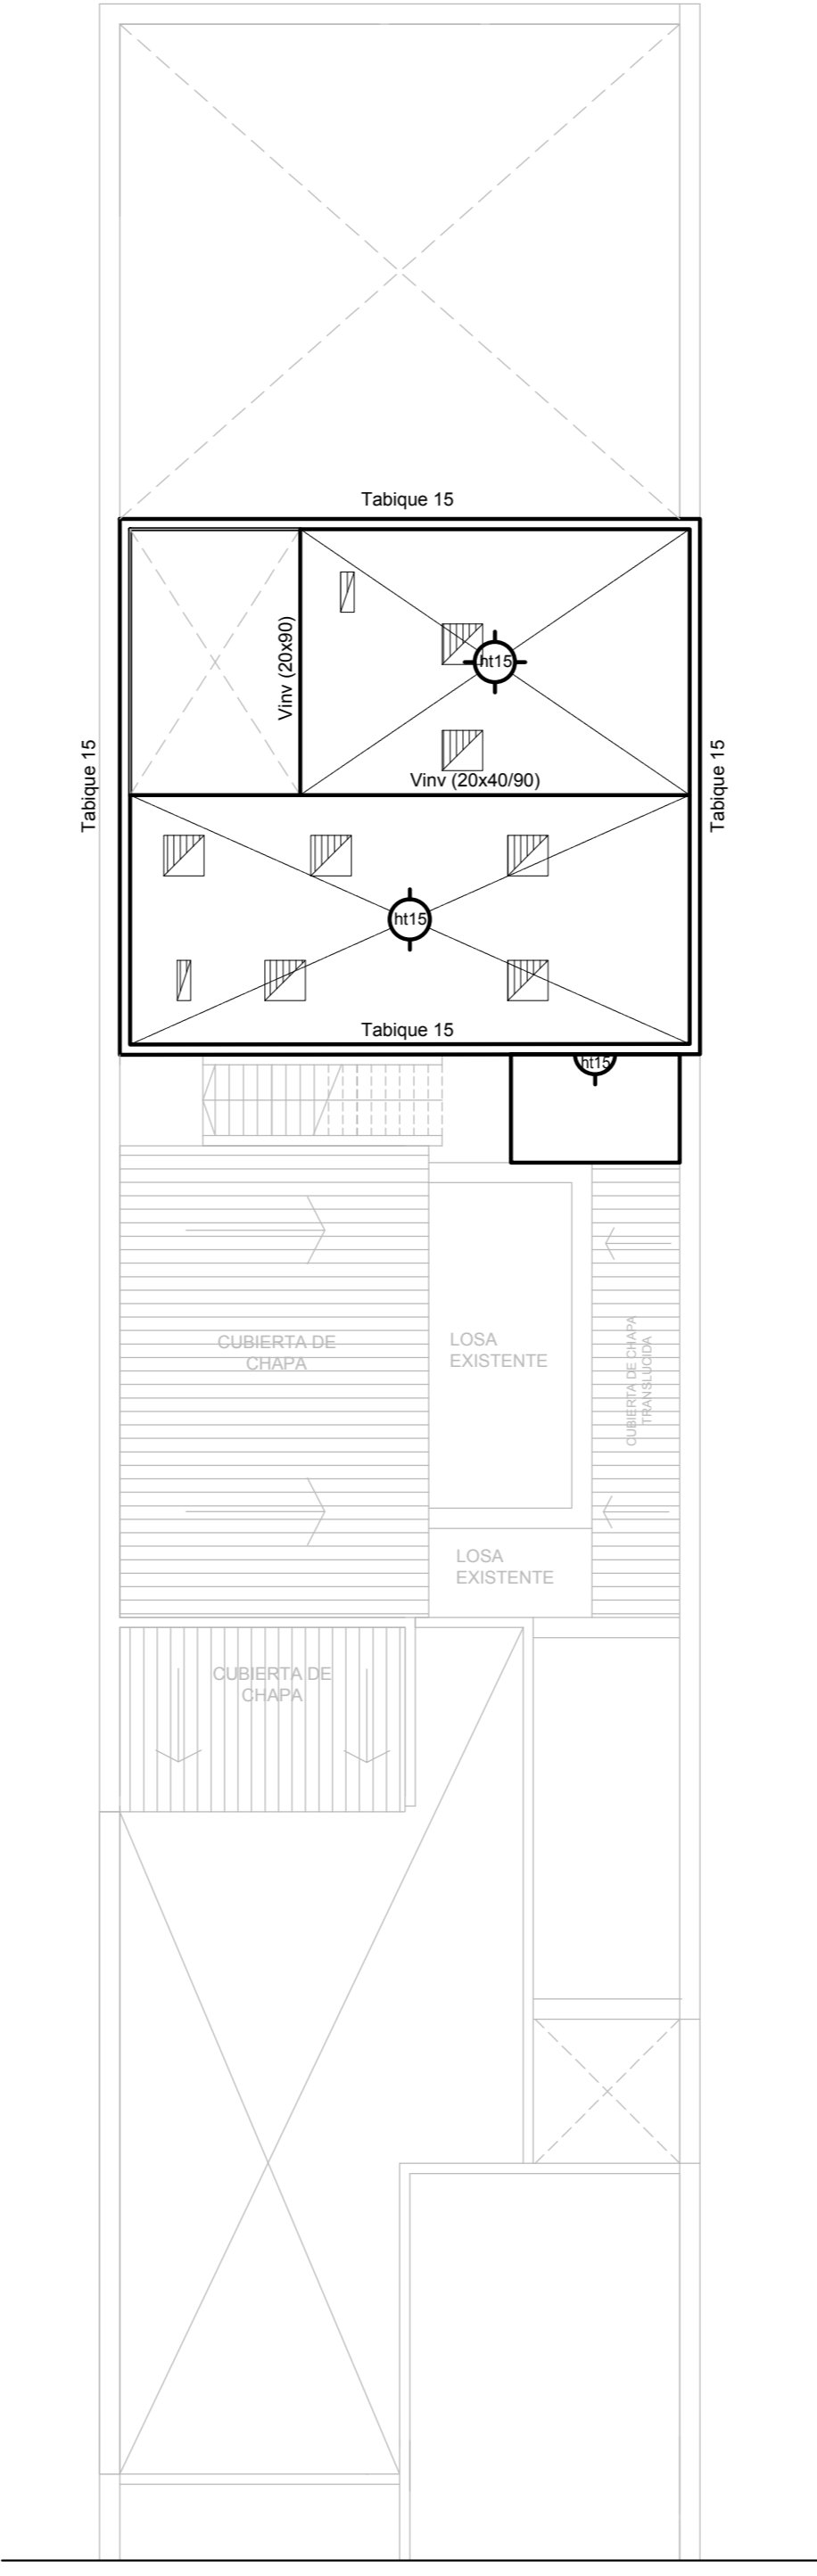 Tabique 15
Vinv (20x90)
ht15
Vinv (20x40/90)
Tabique 15
Tabique 15
ht15
Tabique 15
ht15
CUBIERTA DE
CHAPA
LOSA
EXISTENTE
CUBIERTA DE CHAPA
TRANSLUCIDA
LOSA
EXISTENTE
CUBIERTA DE
CHAPA